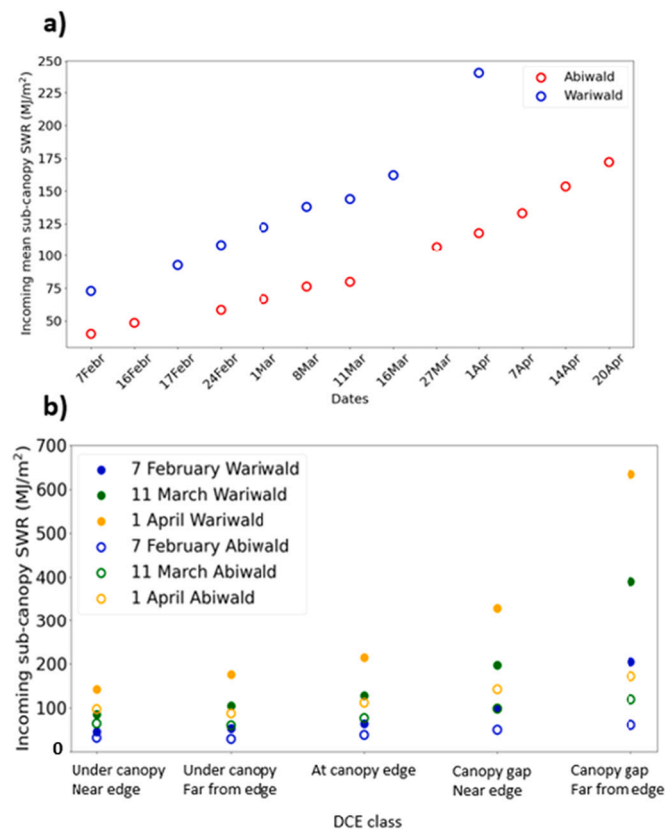 a)
250
225
200
175
150
125
100
75
50
Incoming mean sub-canopy SWR (MJ/m²)
Abiwald
Wariwald
7Febr
16Febr
17Febr
24Febr
1Mar
8Mar
11Mar
16Mar
27Mar
1Apr
7Apr
14Apr
20Apr
Dates
b)
700
600
500
400
300
200
100
0
Incoming sub-canopy SWR (MJ/m²)
7 February Wariwald
11 March Wariwald
1 April Wariwald
7 February Abiwald
11 March Abiwald
1 April Abiwald
Under canopy
Near edge
Under canopy
Far from edge
At canopy edge
Canopy gap
Near edge
Canopy gap
Far from edge
DCE class